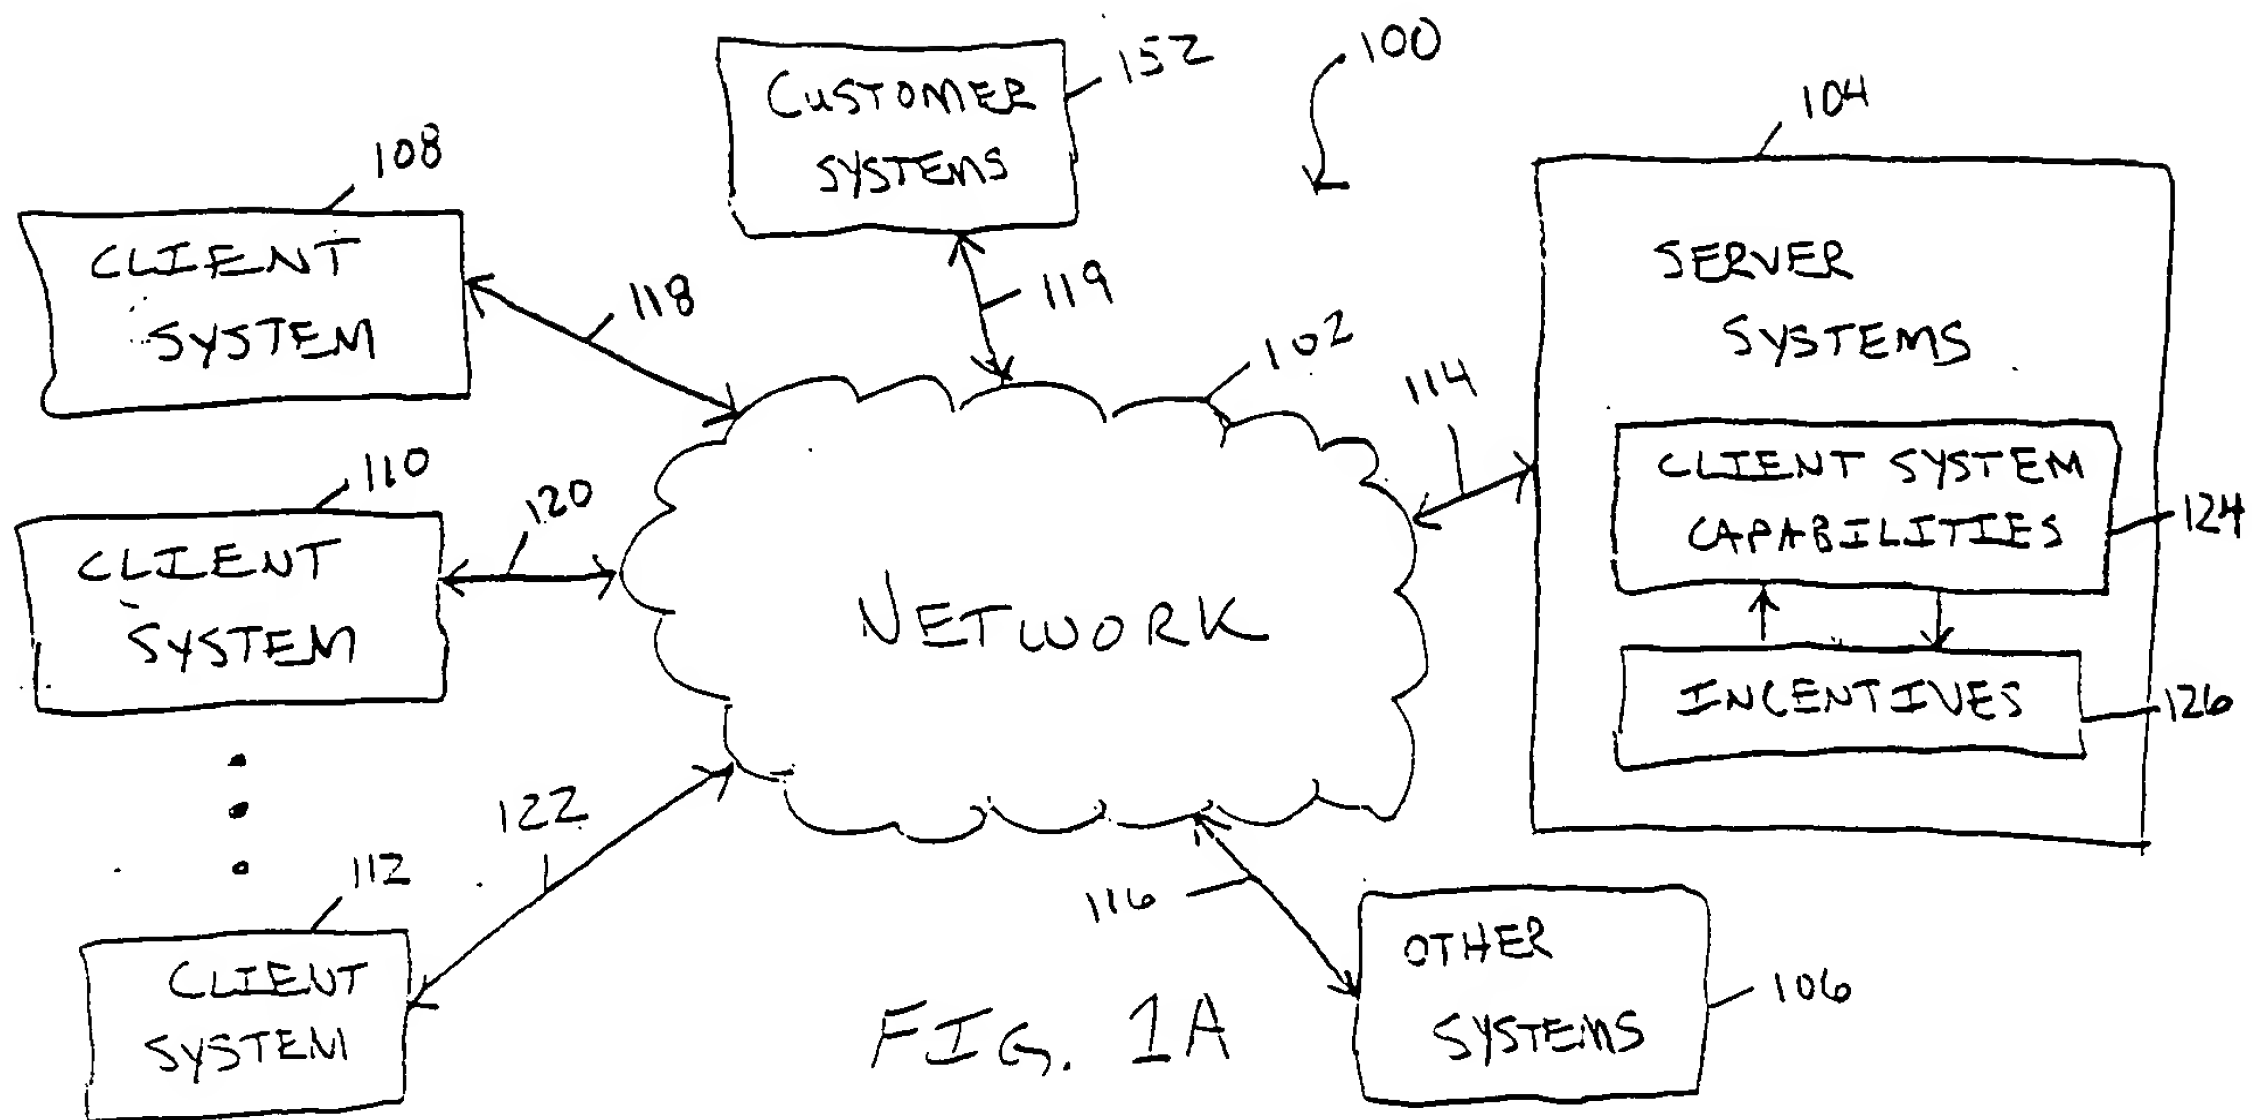 100
CUSTOMER
SYSTEMS
152
104
108
CLIENT
SYSTEM
118
119
102
114
SERVER
SYSTEMS
CLIENT SYSTEM
CAPABILITIES
124
INCENTIVES
126
110
CLIENT
SYSTEM
120
NETWORK
122
112
CLIENT
SYSTEM
116
OTHER
SYSTEMS
106
FIG. 1A